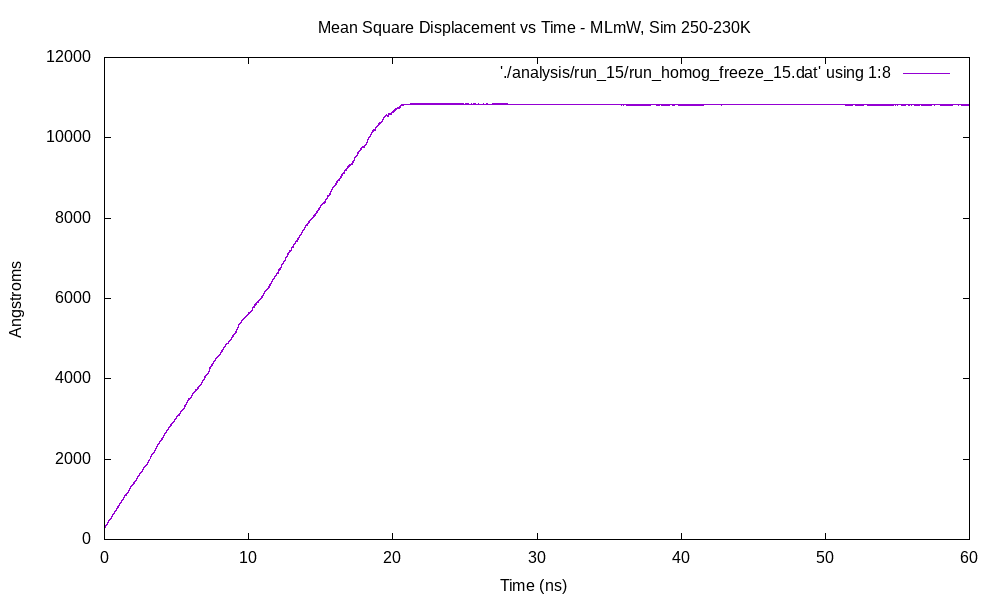 Mean Square Displacement vs Time - MLmW, Sim 250-230K
'./analysis/run_15/run_homog_freeze_15.dat' using 1:8
12000
10000
8000
6000
4000
2000
0
Angstroms
0 10 20 30 40 50 60
Time (ns)